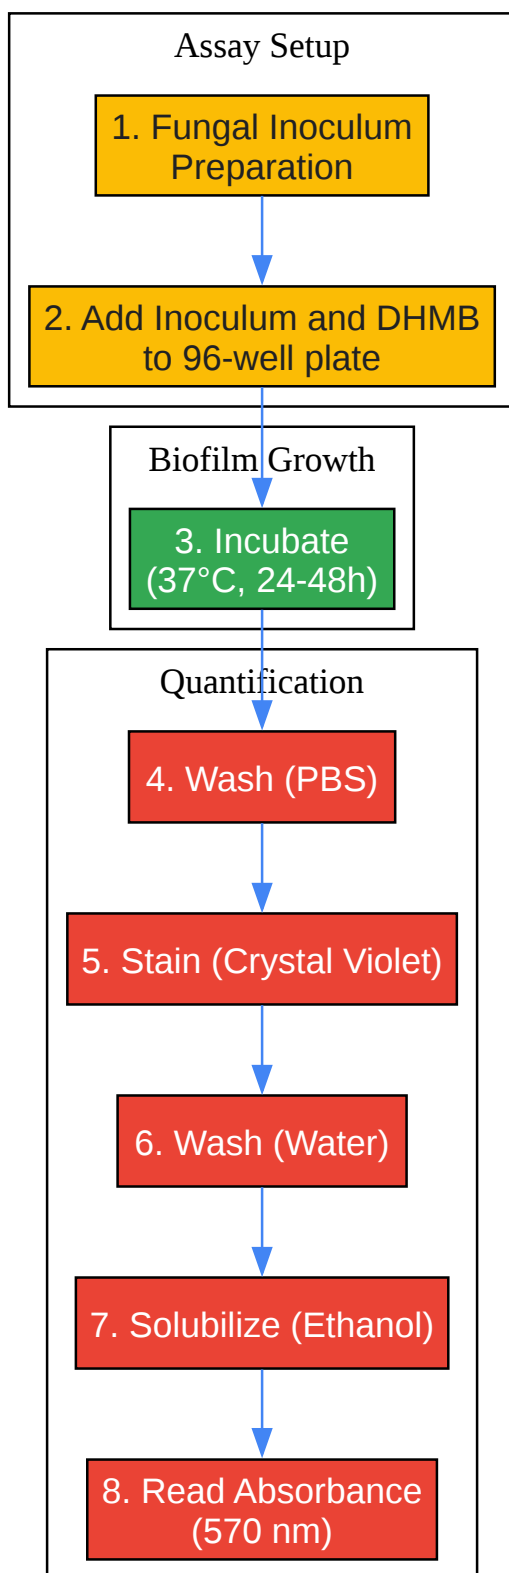 Assay Setup
1. Fungal Inoculum
Preparation
2. Add Inoculum and DHMB
to 96-well plate
Biofilm Growth
3. Incubate
(37°C, 24-48h)
Quantification
4. Wash (PBS)
5. Stain (Crystal Violet)
6. Wash (Water)
7. Solubilize (Ethanol)
8. Read Absorbance
(570 nm)